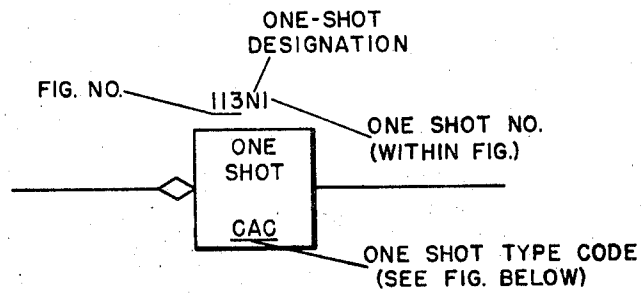 ONE-SHOT
DESIGNATION
FIG. NO.
113N1
ONE SHOT NO.
(WITHIN FIG.)
ONE
SHOT
CAC
ONE SHOT TYPE CODE
(SEE FIG. BELOW)